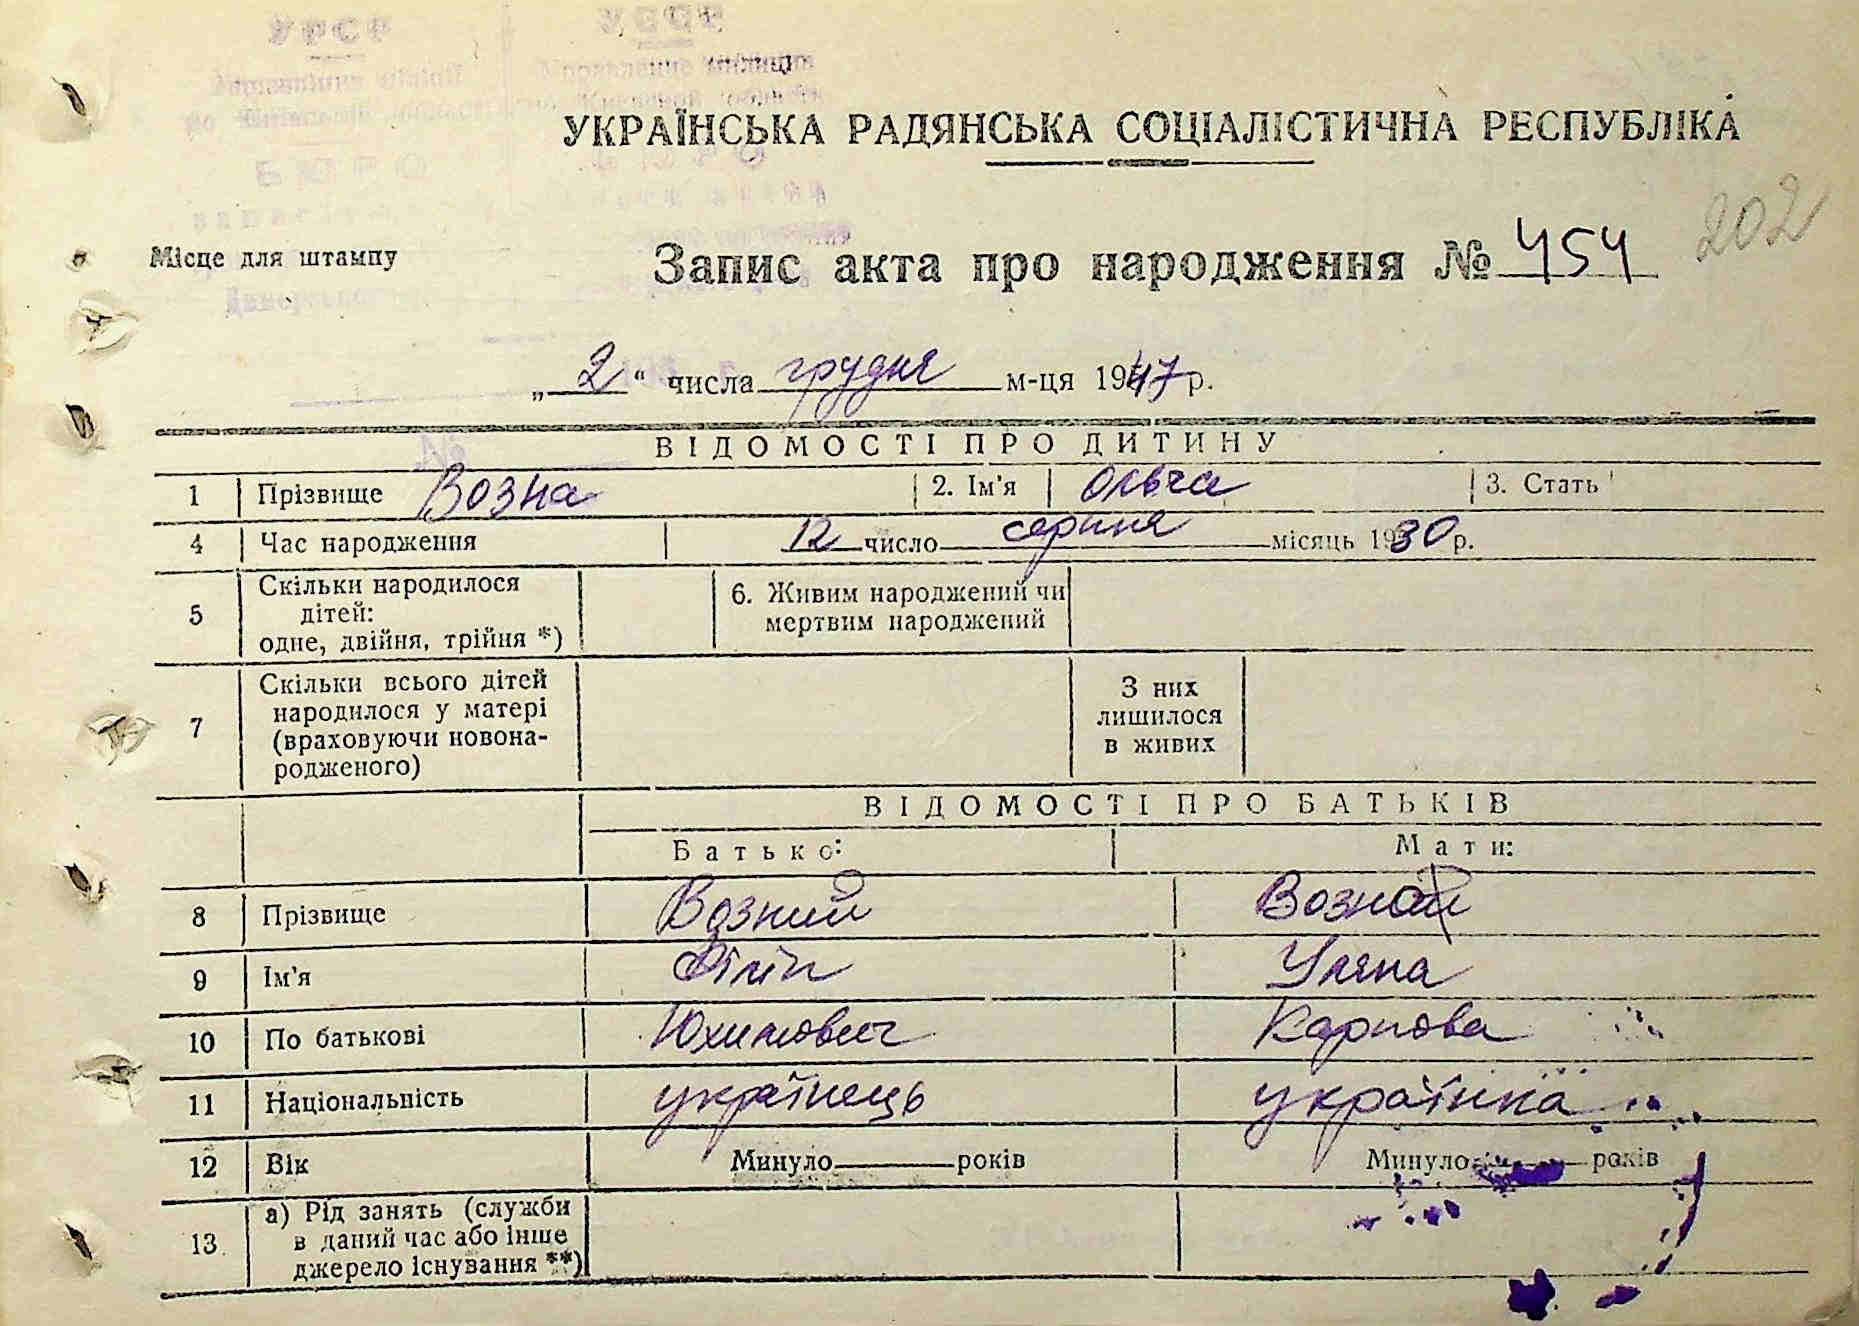 УРСР
УССР
УКРАЇНСЬКА РАДЯНСЬКА СОЦІАЛІСТИЧНА РЕСПУБЛІКА
202
Місце для штампу
Запис акта про народження № 454
„ 2 “ числа грудня м-ця 1947 р.
ВІДОМОСТІ ПРО ДИТИНУ
1 Прізвище Возна 2. Ім'я Ольга 3. Стать
4 Час народження 12 число серпня місяць 1930 р.
5 Скільки народилося дітей: одне, двійня, трійня *) 6. Живим народжений чи мертвим народжений
7 Скільки всього дітей народилося у матері (враховуючи новона-родженого) З них лишилося в живих
ВІДОМОСТІ ПРО БАТЬКІВ
Батько: Мати:
8 Прізвище Возний Возна
9 Ім'я Філіп Уляна
10 По батькові Юхимович Карпова
11 Національність українець українка
12 Вік Минуло років Минуло років
13 а) Рід занять (служби в даний час або інше джерело існування **)